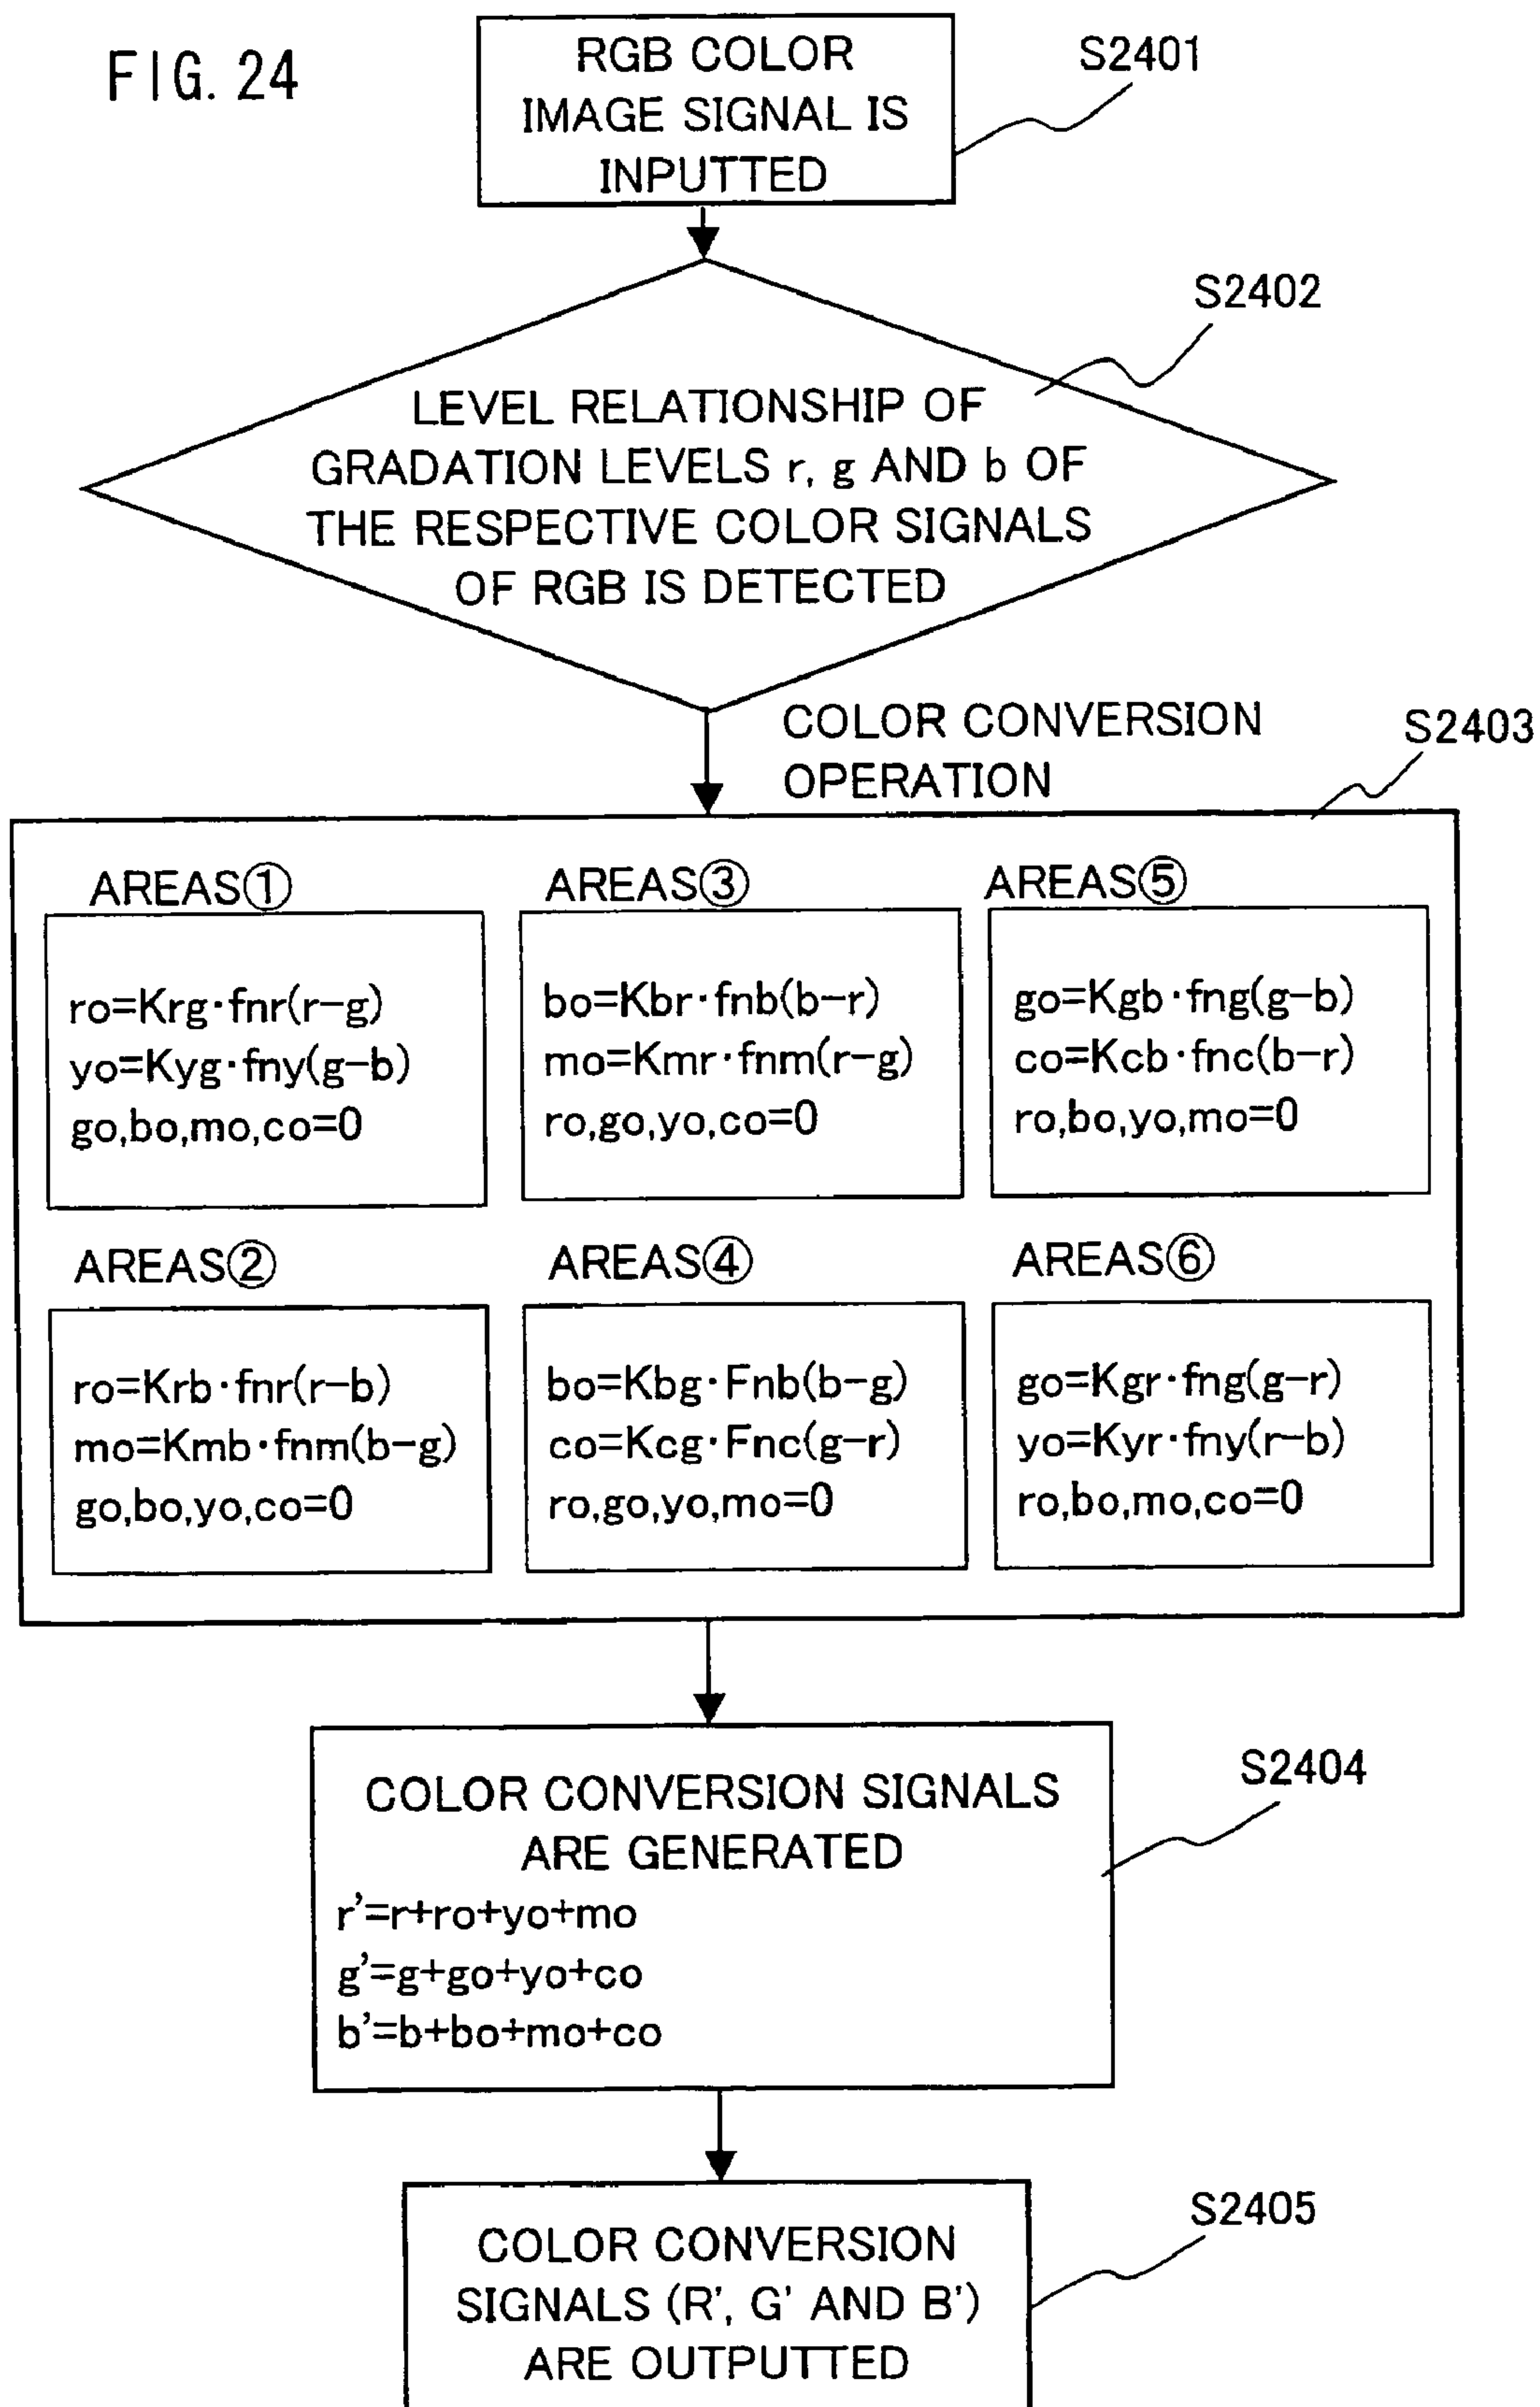 FIG. 24
RGB COLOR
IMAGE SIGNAL IS
INPUTTED
S2401
S2402
LEVEL RELATIONSHIP OF
GRADATION LEVELS r, g AND b OF
THE RESPECTIVE COLOR SIGNALS
OF RGB IS DETECTED
COLOR CONVERSION
OPERATION
S2403
AREAS①
ro=Krg·fnr(r-g)
yo=Kyg·fny(g-b)
go,bo,mo,co=0
AREAS③
bo=Kbr·fnb(b-r)
mo=Kmr·fnm(r-g)
ro,go,yo,co=0
AREAS⑤
go=Kgb·fng(g-b)
co=Kcb·fnc(b-r)
ro,bo,yo,mo=0
AREAS②
ro=Krb·fnr(r-b)
mo=Kmb·fnm(b-g)
go,bo,yo,co=0
AREAS④
bo=Kbg·Fnb(b-g)
co=Kcg·Fnc(g-r)
ro,go,yo,mo=0
AREAS⑥
go=Kgr·fng(g-r)
yo=Kyr·fny(r-b)
ro,bo,mo,co=0
COLOR CONVERSION SIGNALS
ARE GENERATED
r'=r+ro+yo+mo
g'=g+go+yo+co
b'=b+bo+mo+co
S2404
COLOR CONVERSION
SIGNALS (R', G' AND B')
ARE OUTPUTTED
S2405